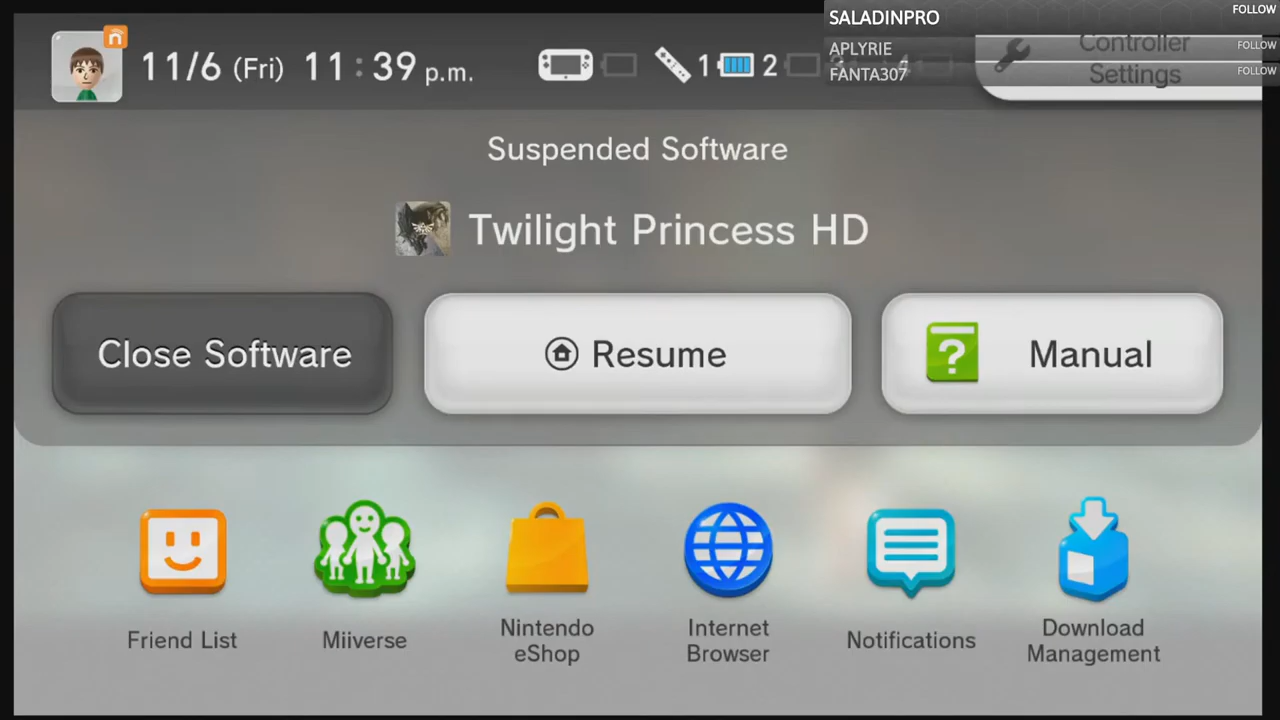 SALADINPRO FOLLOW
APLYRIE FOLLOW
FANTA307 FOLLOW
11/6 (Fri) 11:39 p.m.
1 2 4
Controller
Settings
Suspended Software
Twilight Princess HD
Close Software
Resume
? Manual
Friend List
Miiverse
Nintendo
eShop
Internet
Browser
Notifications
Download
Management